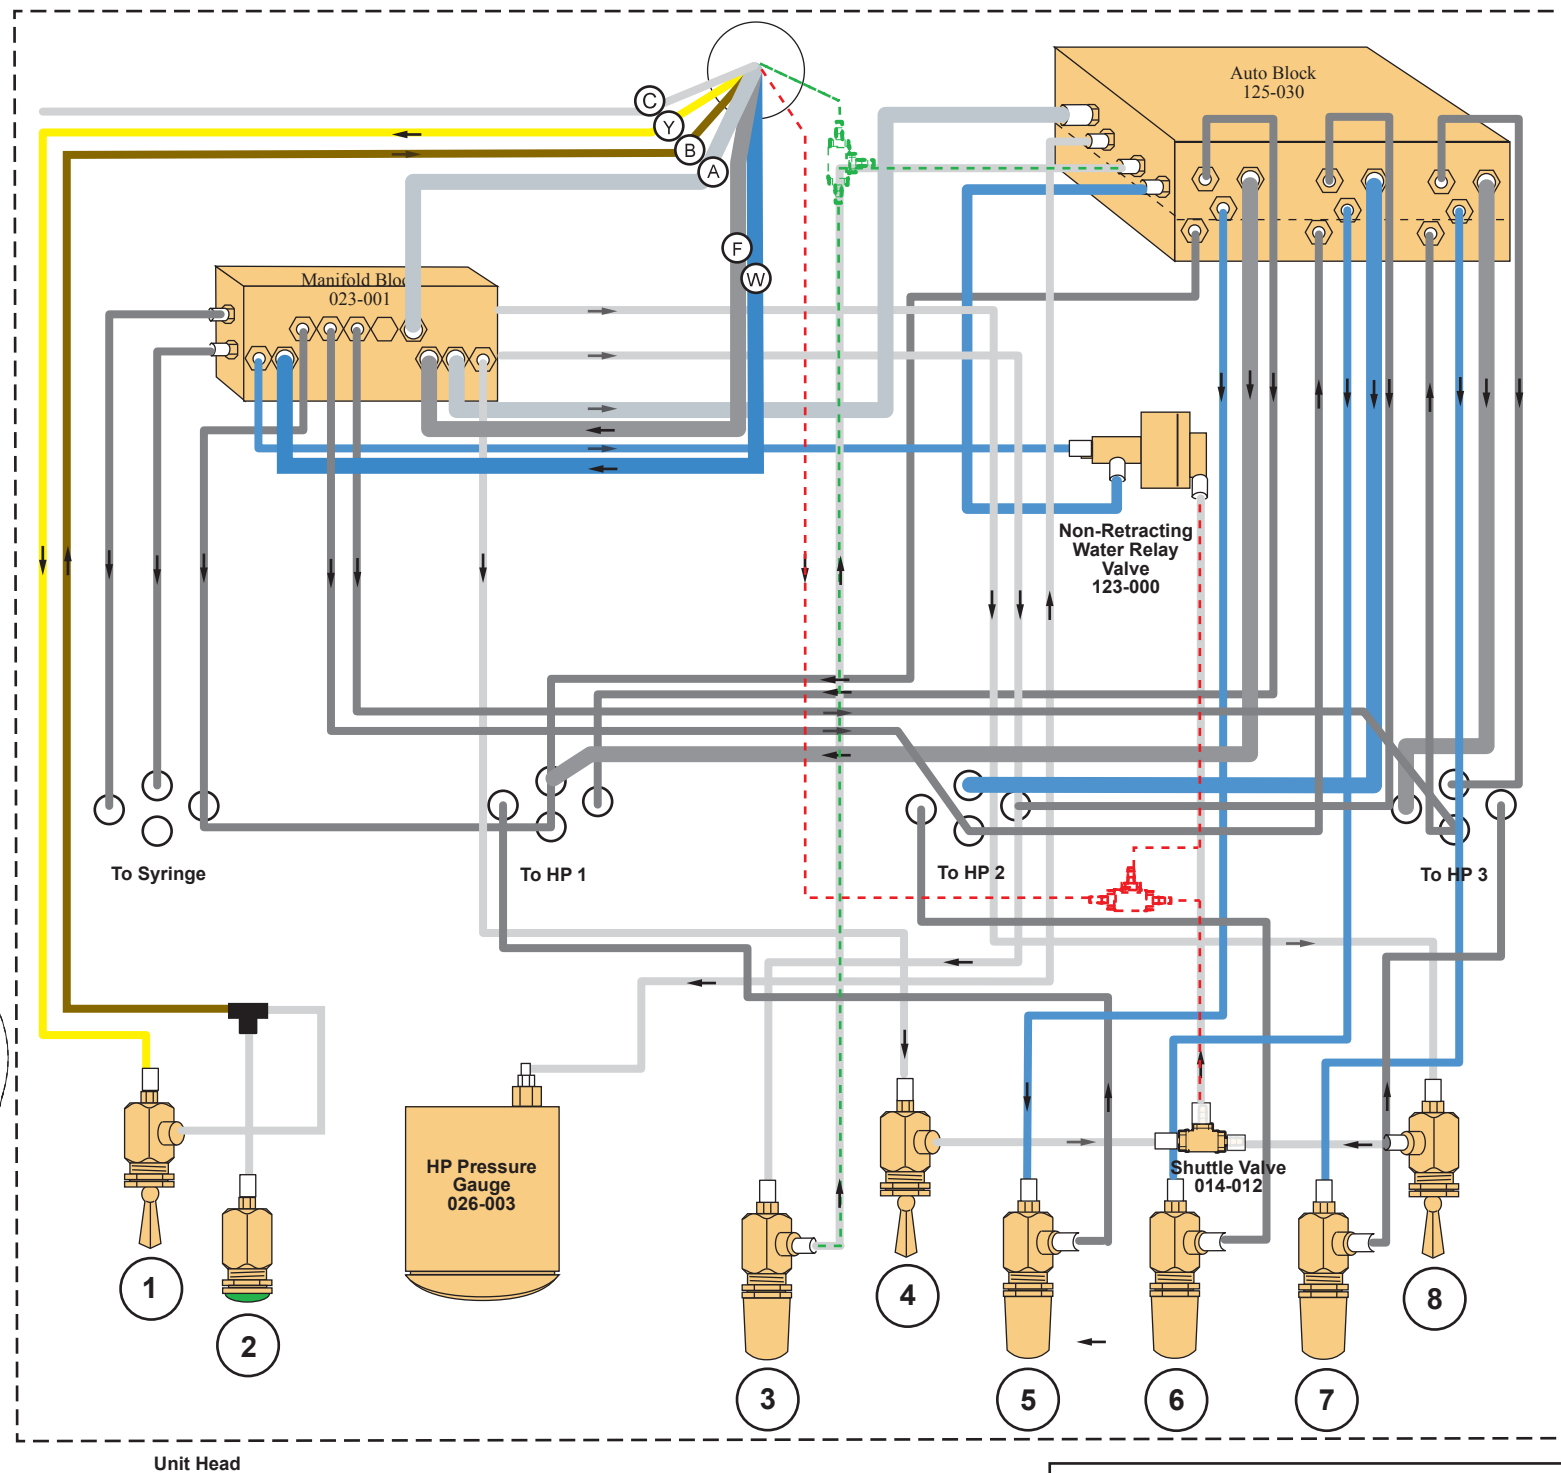 Auto Block
125-030
C
Y
B
A
F
W
Manifold Bloc
023-001
Non-Retracting
Water Relay
Valve
123-000
To Syringe
To HP 1
To HP 2
To HP 3
HP Pressure
Gauge
026-003
Shuttle Valve
014-012
1
2
3
4
5
6
7
8
Unit Head